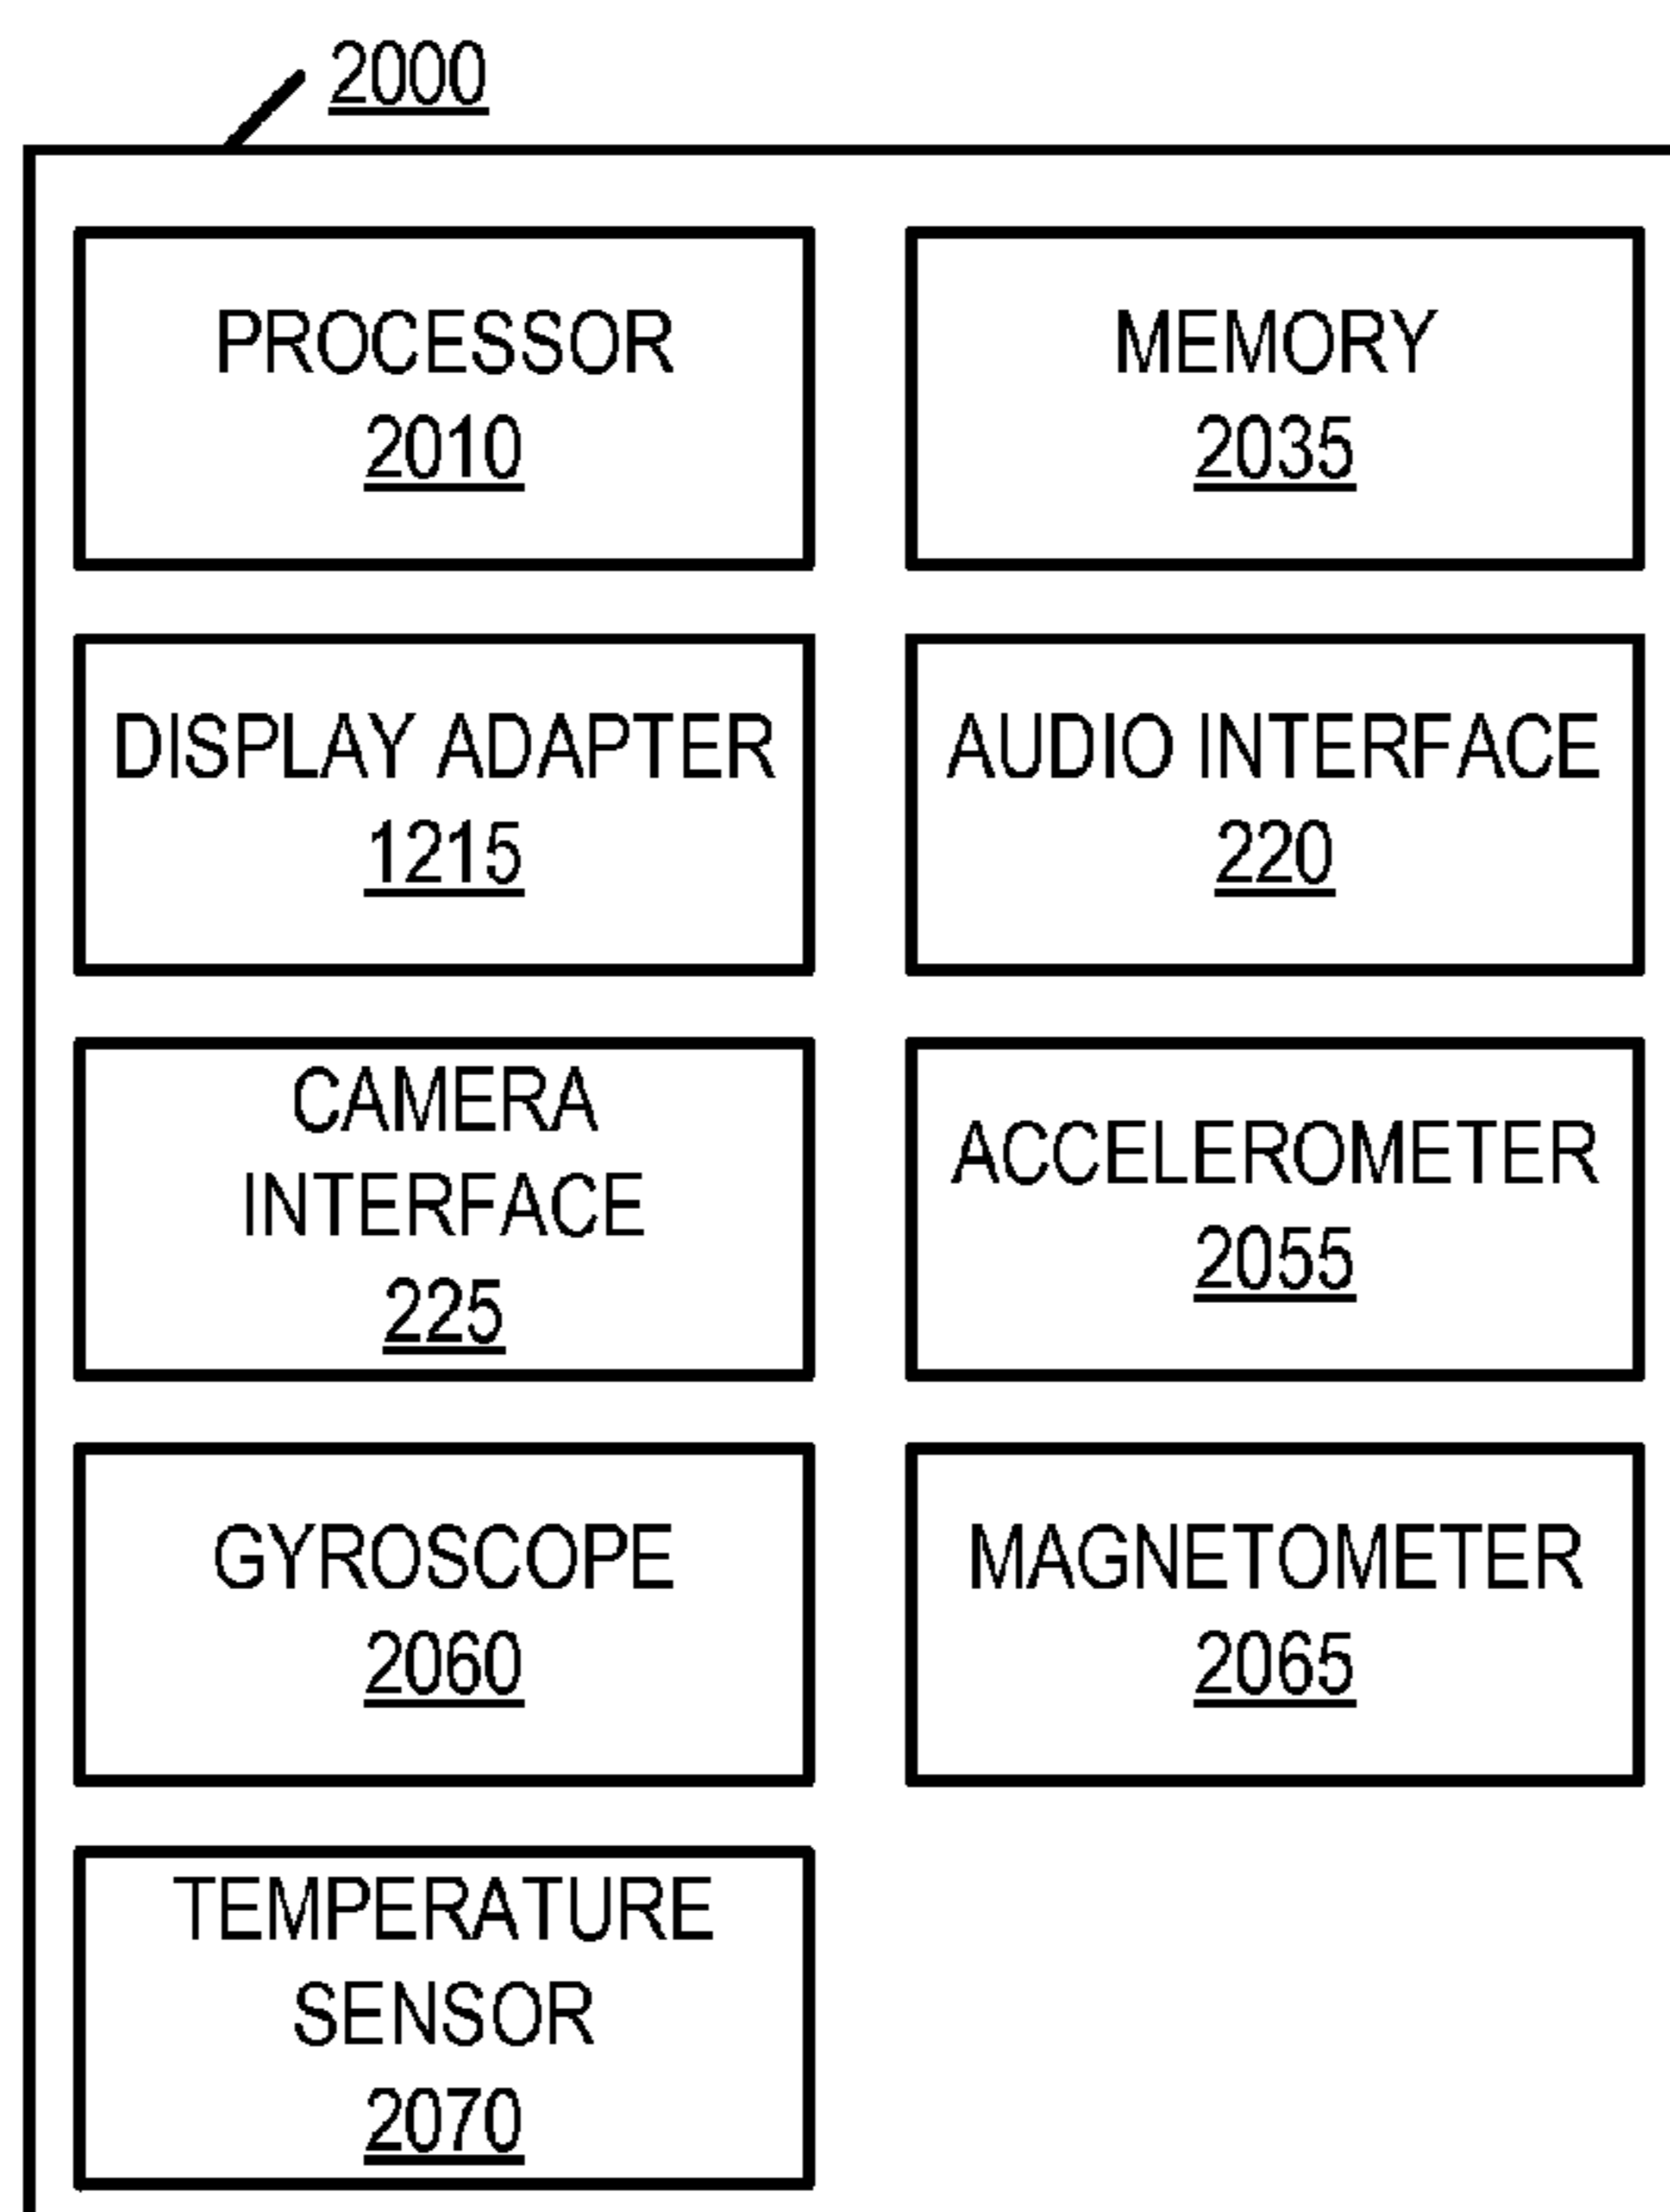 2000
PROCESSOR
2010
MEMORY
2035
DISPLAY ADAPTER
1215
AUDIO INTERFACE
220
CAMERA
INTERFACE
225
ACCELEROMETER
2055
GYROSCOPE
2060
MAGNETOMETER
2065
TEMPERATURE
SENSOR
2070